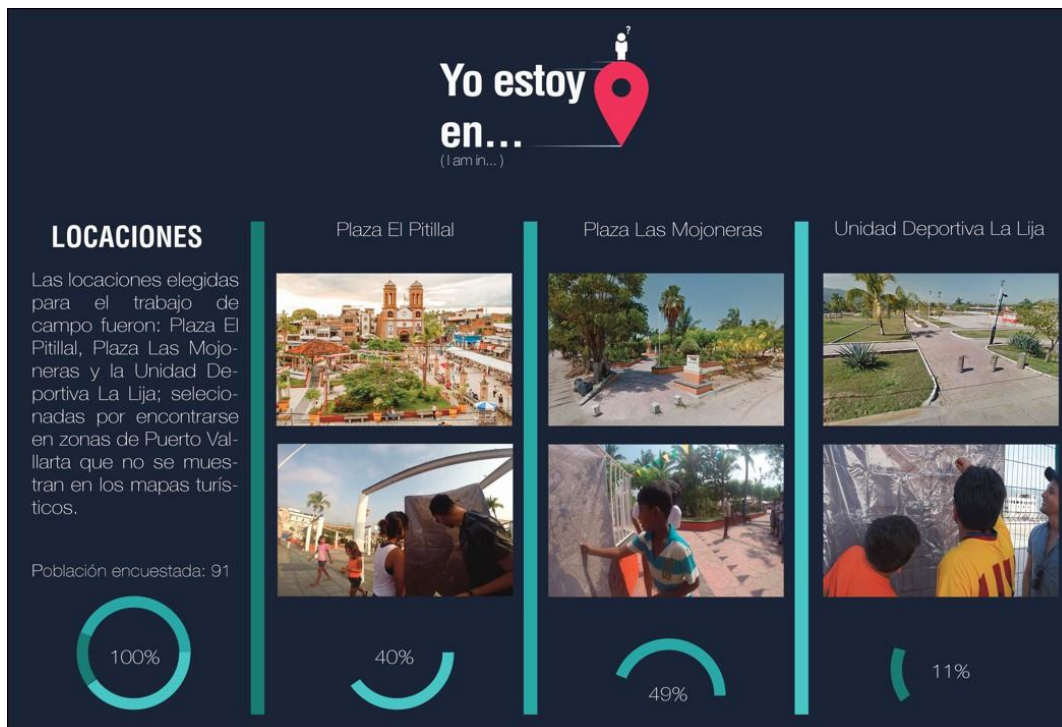 ?
Yo estoy
en...
( I am in... )
LOCACIONES
Las locaciones elegidas
para el trabajo de
campo fueron: Plaza El
Pitillal, Plaza Las Mojo-
neras y la Unidad De-
portiva La Lija; selecio-
nadas por encontrarse
en zonas de Puerto Val-
llarta que no se mues-
tran en los mapas turís-
ticos.
Población encuestada: 91
100%
Plaza El Pitillal
40%
Plaza Las Mojoneras
49%
Unidad Deportiva La Lija
11%